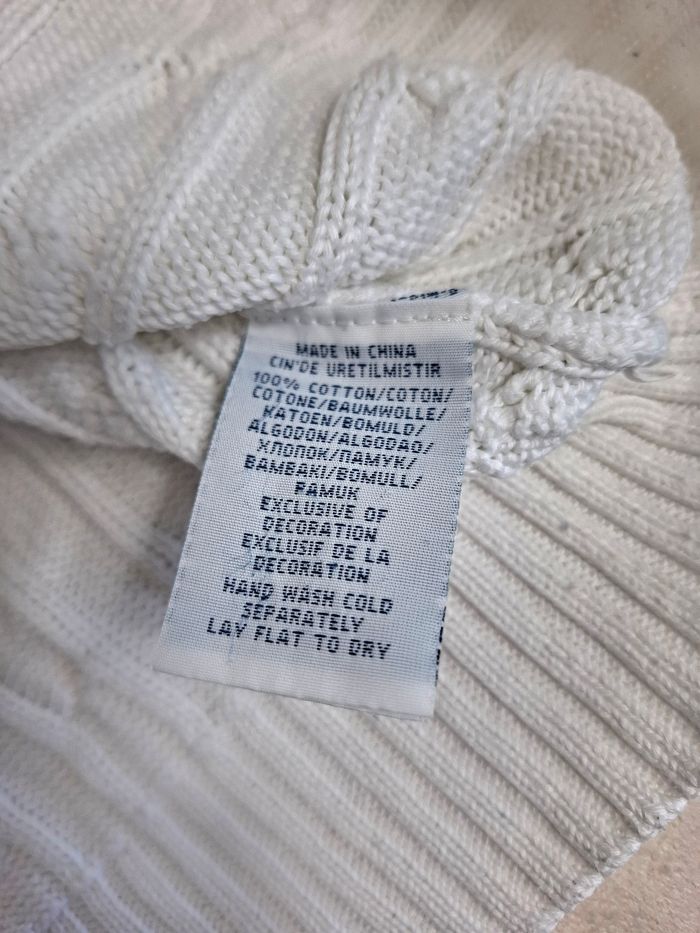 MADE IN CHINA
CIN'DE URETILMISTIR
100% COTTON/COTON/
COTONE/BAUMWOLLE/
KATOEN/BOMULD/
ALGODON/ALGODAO/
ХЛОПОК/ПАМУК/
BAMBAKI/BOMULL/
PAMUK
EXCLUSIVE OF
DECORATION
EXCLUSIF DE LA
DECORATION
HAND WASH COLD
SEPARATELY
LAY FLAT TO DRY